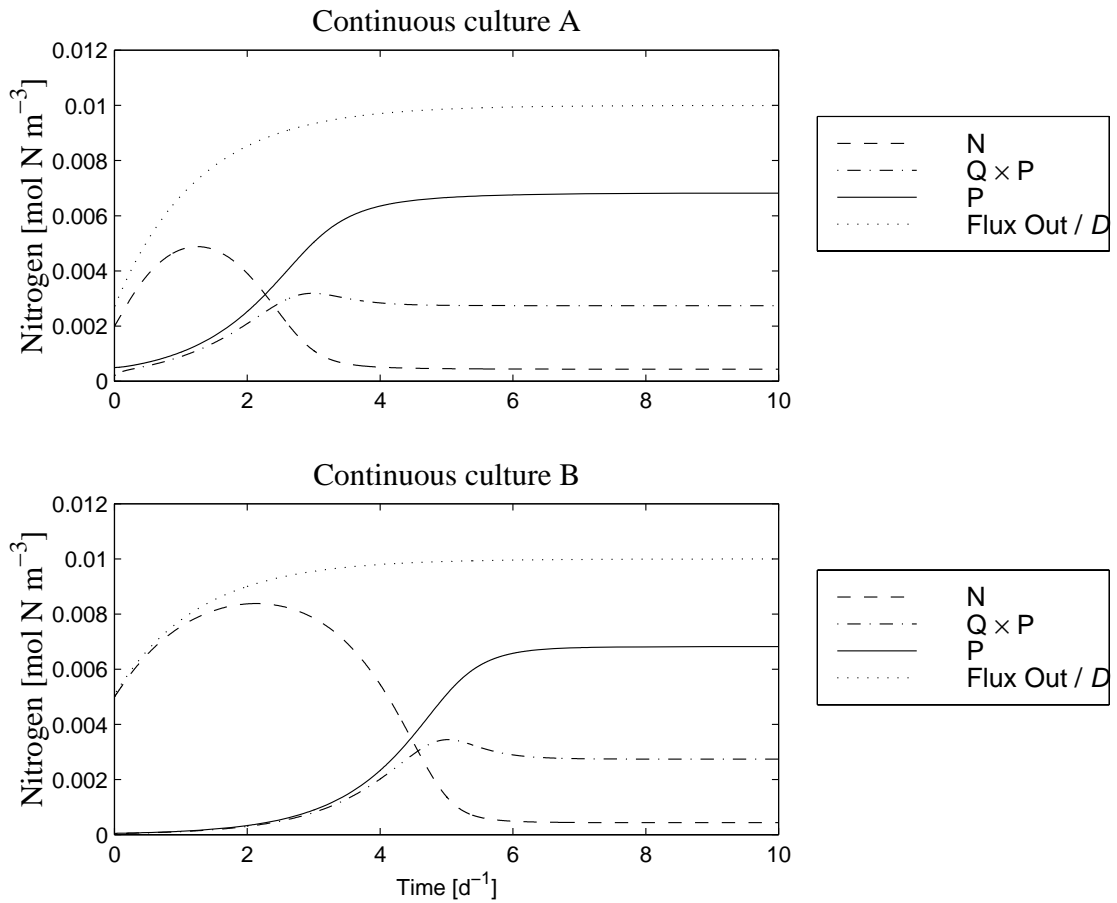 Continuous culture A
Nitrogen [mol N m⁻³]
0.012
0.01
0.008
0.006
0.004
0.002
0
0 2 4 6 8 10
N
Q × P
P
Flux Out / D
Continuous culture B
Nitrogen [mol N m⁻³]
0.012
0.01
0.008
0.006
0.004
0.002
0
0 2 4 6 8 10
Time [d⁻¹]
N
Q × P
P
Flux Out / D